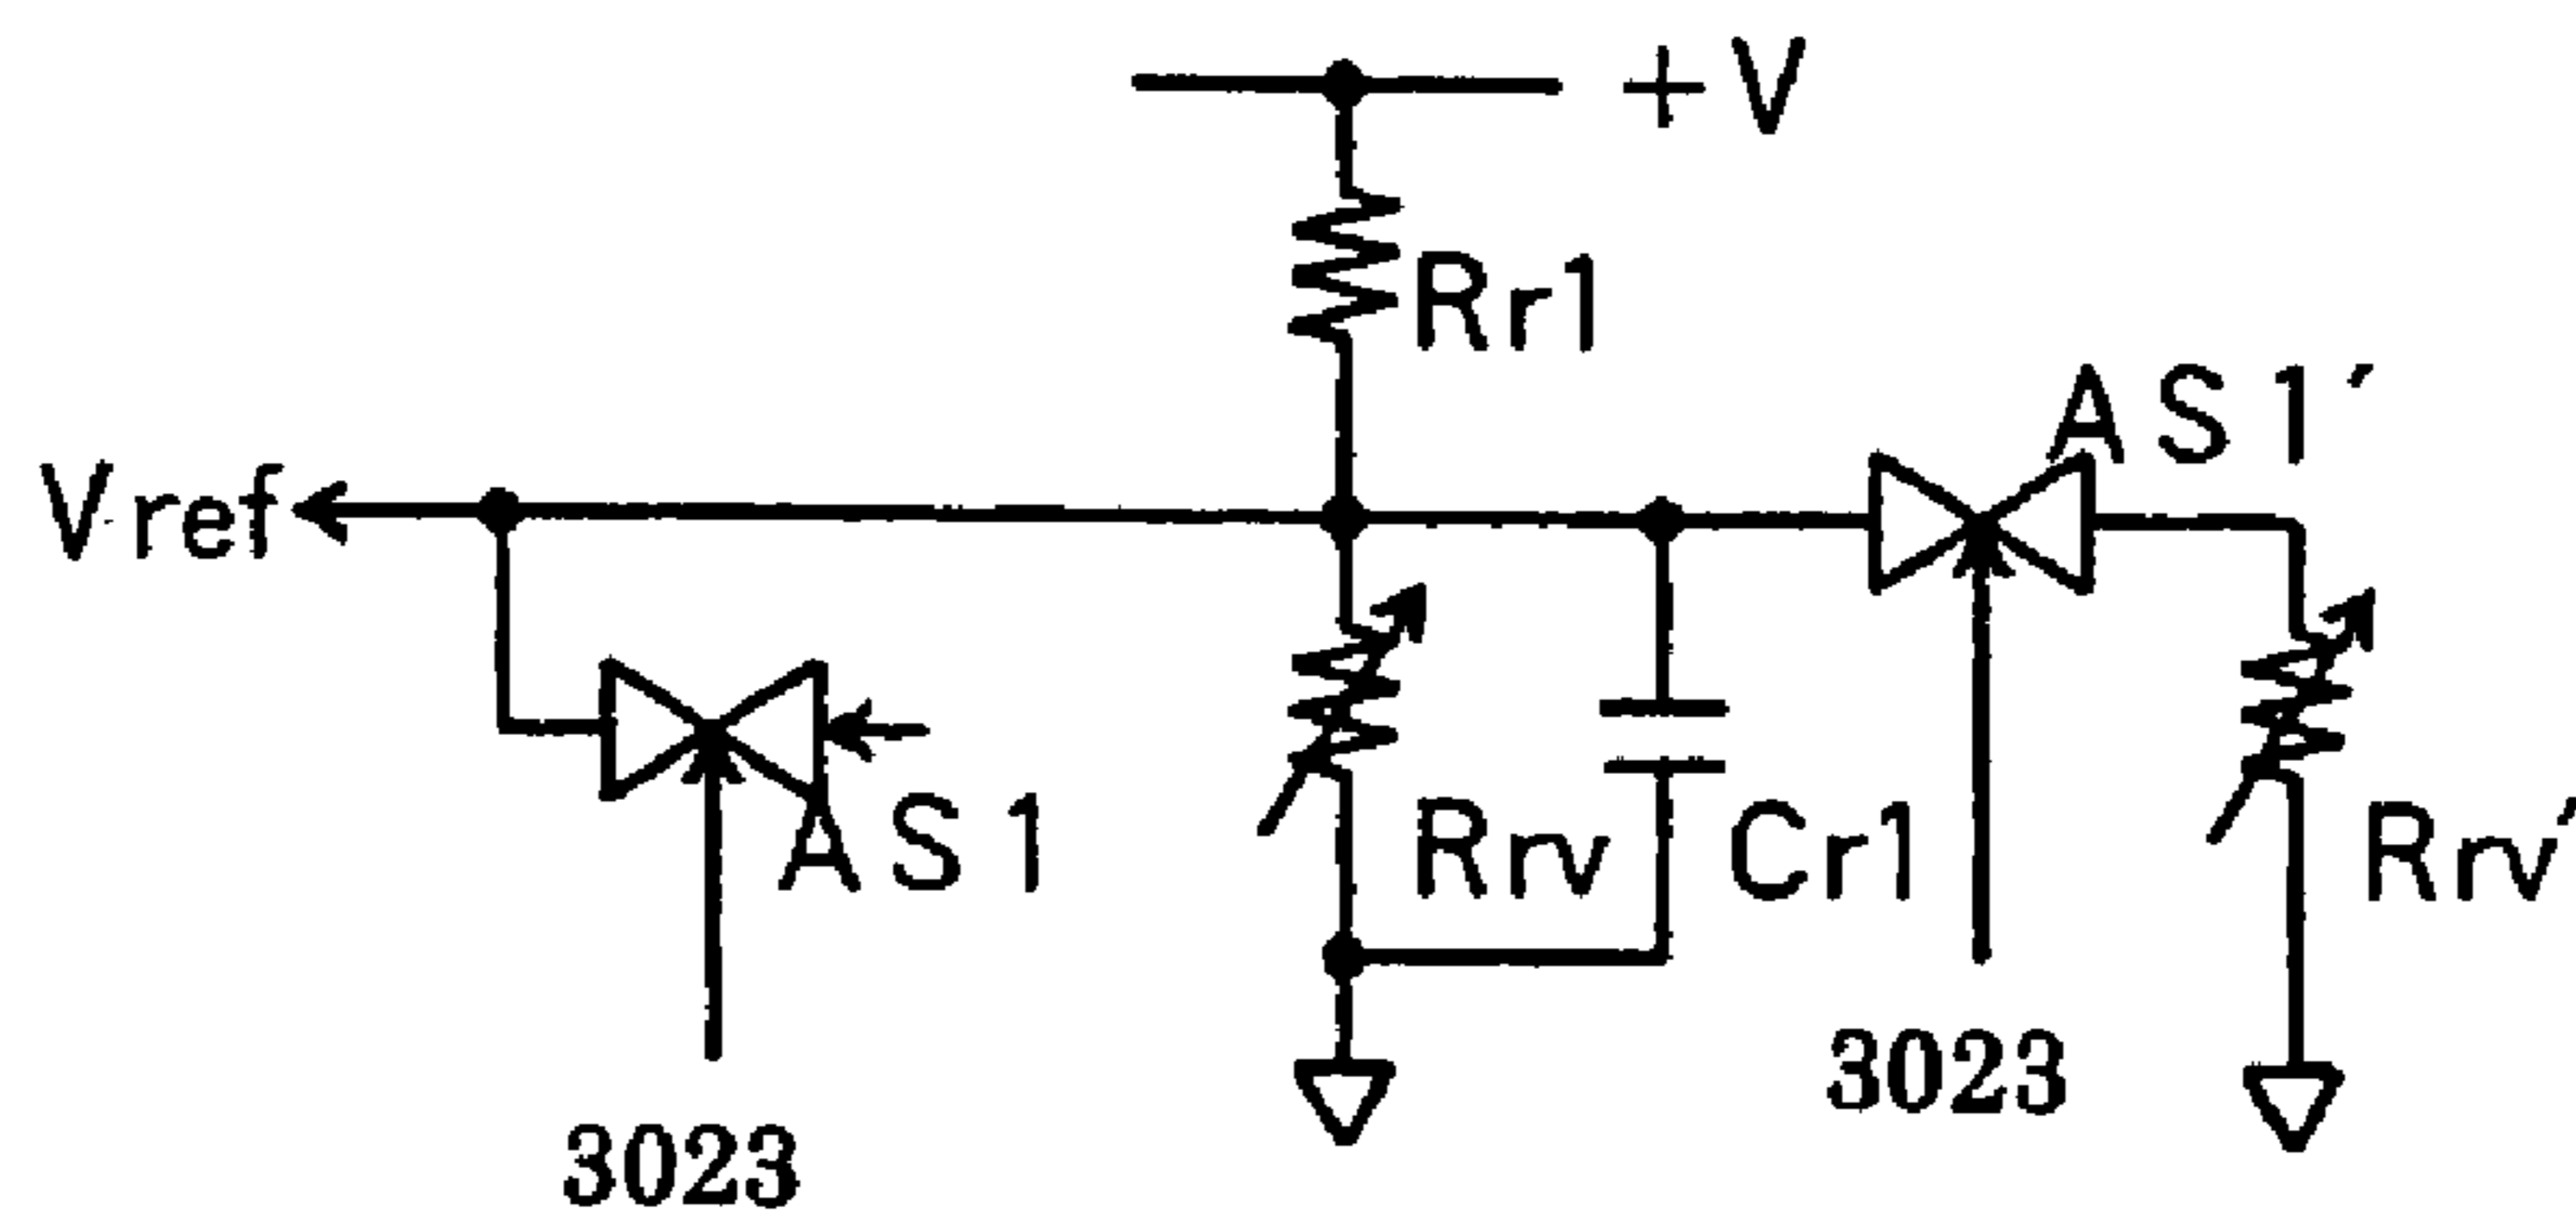 +V
Rr1
AS1′
Vref
AS1
Rrv
Cr1
Rrv′
3023
3023